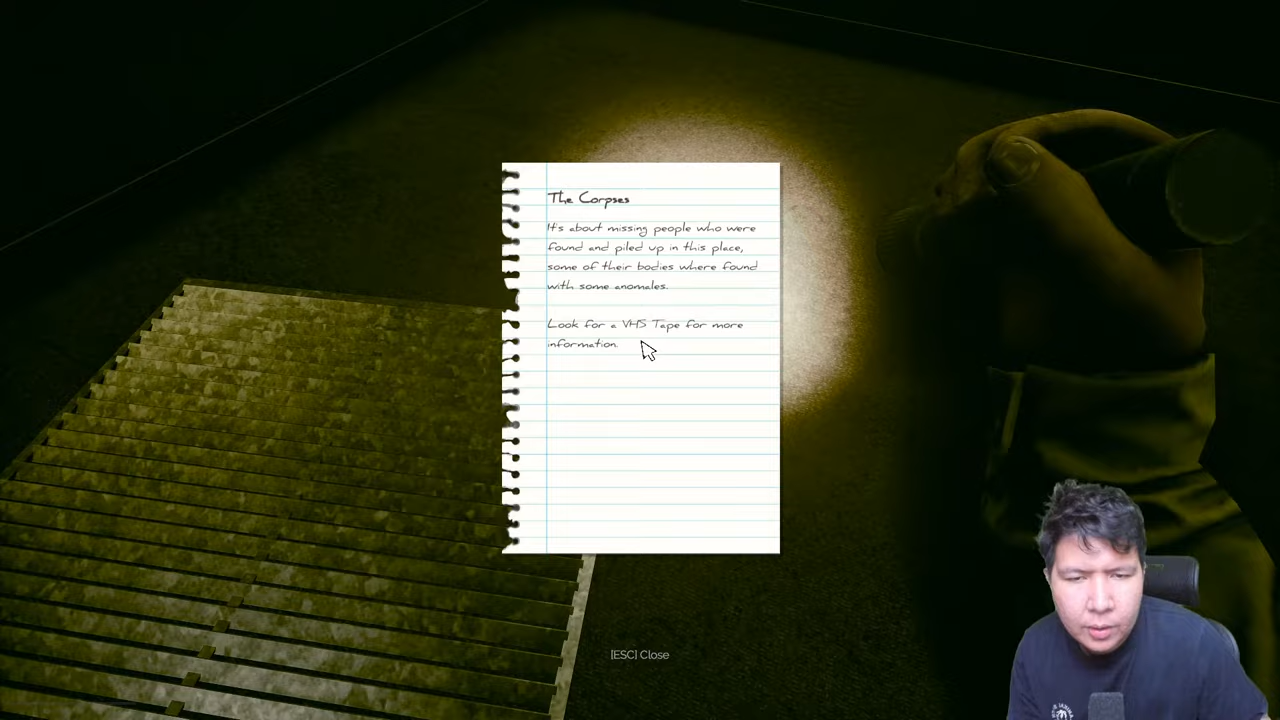 The Corpses
It's about missing people who were
found and piled up in this place,
some of their bodies where found
with some anomales.
Look for a VHS Tape for more
information.
[ESC] Close